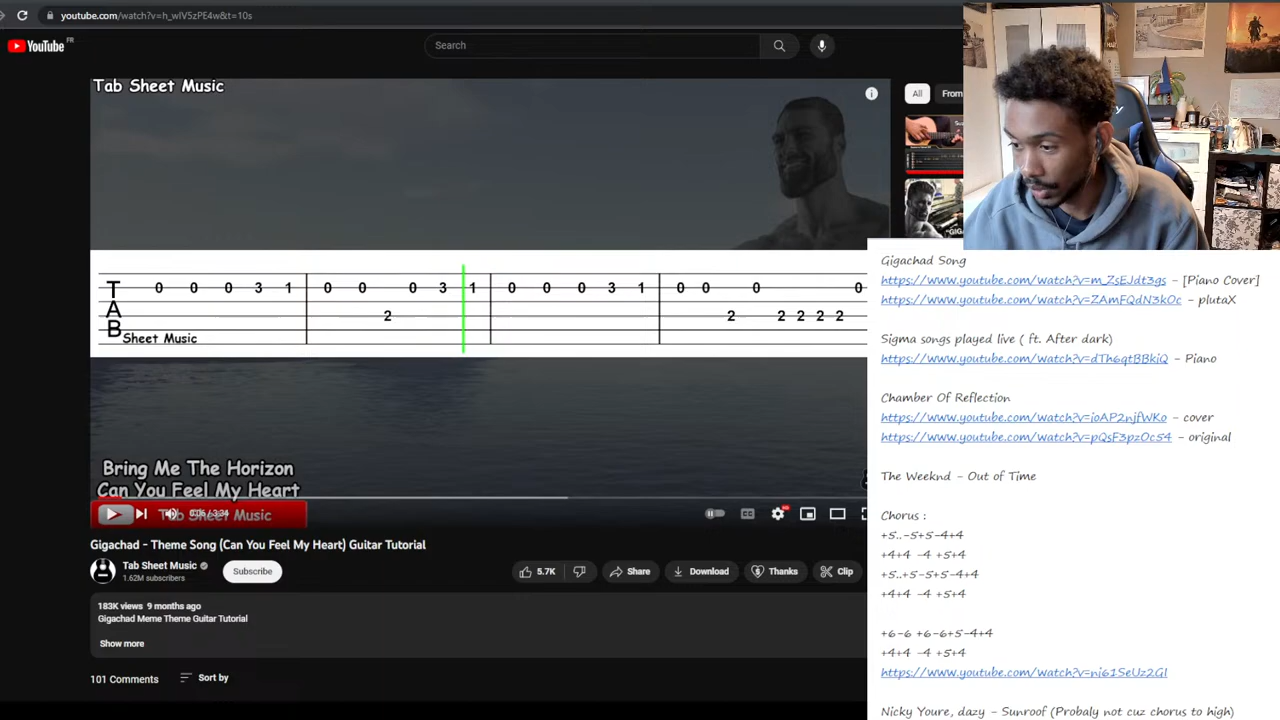 youtube.com/watch?v=h_wIV5zPE4w&t=10s
YouTube FR
Search
Tab Sheet Music
All
From
T 0 0 0 3 1 0 0 0 3 1 0 0 0 3 1 0 0 0 0
A 2 2 2 2 2 2
B Sheet Music
Bring Me The Horizon
Can You Feel My Heart
Tab Sheet Music
0:06 / 3:34
CC
Gigachad - Theme Song (Can You Feel My Heart) Guitar Tutorial
Tab Sheet Music
1.62M subscribers
Subscribe
5.7K
Share
Download
Thanks
Clip
183K views 9 months ago
Gigachad Meme Theme Guitar Tutorial
Show more
101 Comments
Sort by
Gigachad Song
https://www.youtube.com/watch?v=m_ZsEJdt3gs - [Piano Cover]
https://www.youtube.com/watch?v=ZAmFQdN3kOc - plutaX
Sigma songs played live ( ft. After dark)
https://www.youtube.com/watch?v=dTh6qtBBkiQ - Piano
Chamber Of Reflection
https://www.youtube.com/watch?v=ioAP2njfWKo - cover
https://www.youtube.com/watch?v=pQsF3pzOc54 - original
The Weeknd - Out of Time
Chorus :
+5..-5+5-4+4
+4+4 -4 +5+4
+5..+5-5+5-4+4
+4+4 -4 +5+4
+6-6 +6-6+5-4+4
+4+4 -4 +5+4
https://www.youtube.com/watch?v=ni61SeUz2GI
Nicky Youre, dazy - Sunroof (Probaly not cuz chorus to high)